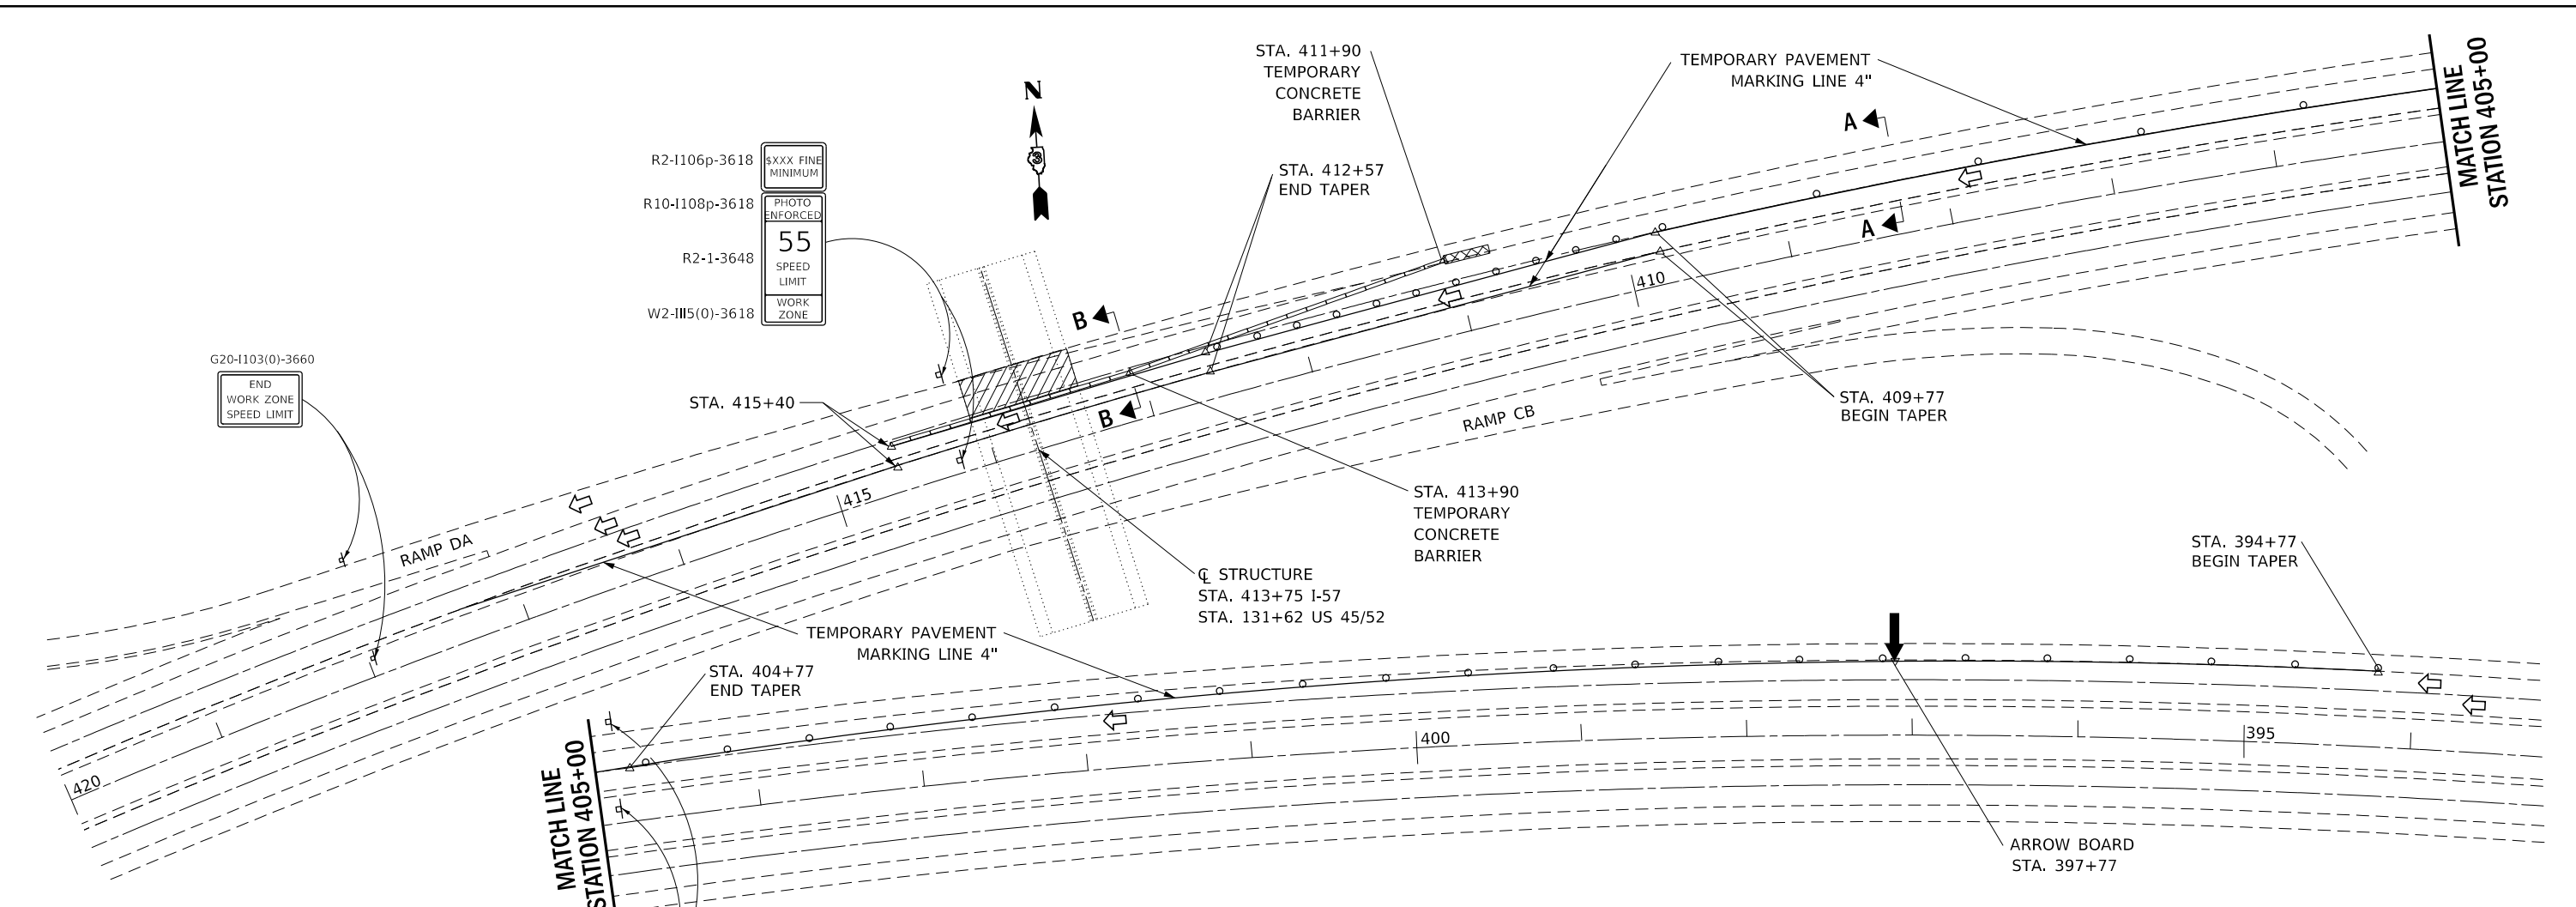 STA. 411+90
TEMPORARY
CONCRETE
BARRIER
TEMPORARY PAVEMENT
MARKING LINE 4"
MATCH LINE
STATION 405+00
N
3
A
A
R2-I106p-3618
$XXX FINE
MINIMUM
R10-I108p-3618
PHOTO
ENFORCED
55
R2-1-3648
SPEED
LIMIT
W2-III5(0)-3618
WORK
ZONE
STA. 412+57
END TAPER
410
B
B
G20-I103(0)-3660
END
WORK ZONE
SPEED LIMIT
STA. 415+40
STA. 409+77
BEGIN TAPER
RAMP CB
415
STA. 413+90
TEMPORARY
CONCRETE
BARRIER
RAMP DA
℄ STRUCTURE
STA. 413+75 I-57
STA. 131+62 US 45/52
STA. 394+77
BEGIN TAPER
TEMPORARY PAVEMENT
MARKING LINE 4"
STA. 404+77
END TAPER
420
400
395
MATCH LINE
STATION 405+00
ARROW BOARD
STA. 397+77